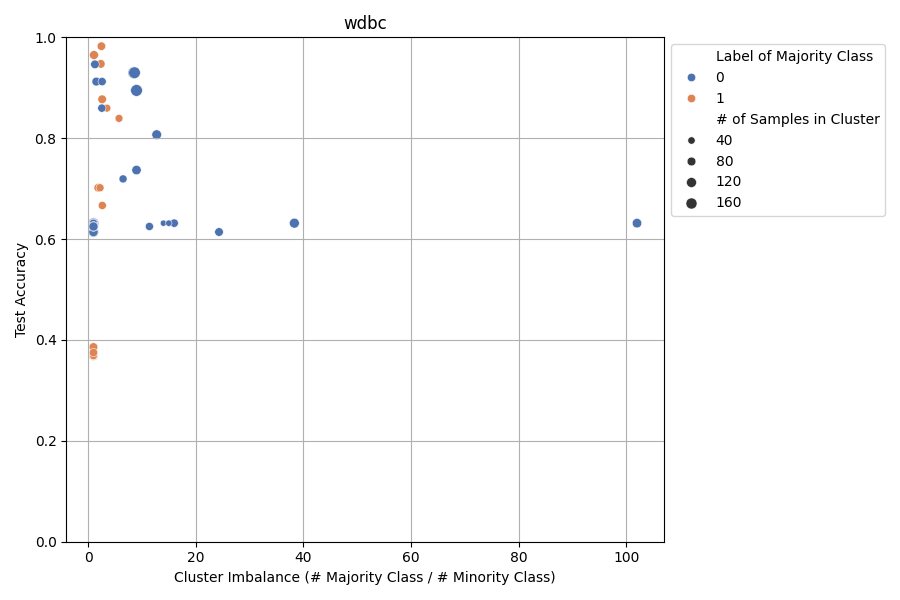 wdbc
1.0
0.8
0.6
0.4
0.2
0.0
Test Accuracy
0 20 40 60 80 100
Cluster Imbalance (# Majority Class / # Minority Class)
Label of Majority Class
0
1
# of Samples in Cluster
40
80
120
160